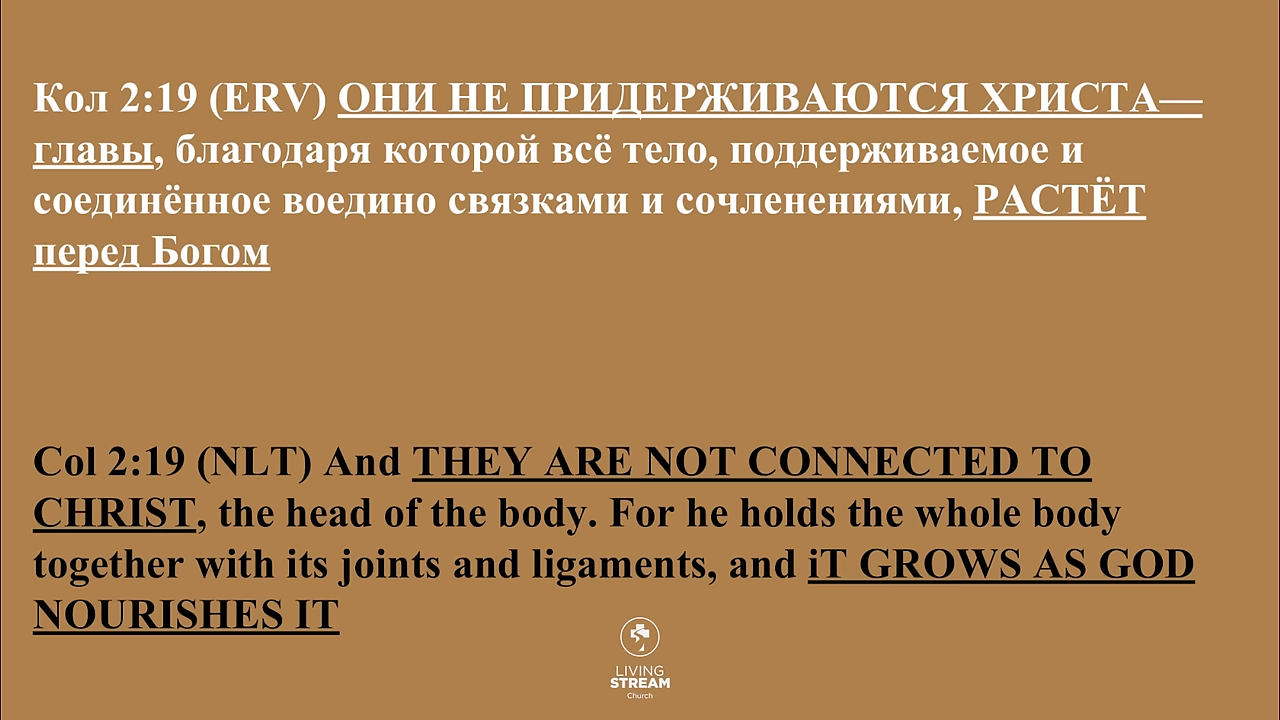 Кол 2:19 (ERV) ОНИ НЕ ПРИДЕРЖИВАЮТСЯ ХРИСТА—
главы, благодаря которой всё тело, поддерживаемое и
соединённое воедино связками и сочленениями, РАСТЁТ
перед Богом
Col 2:19 (NLT) And THEY ARE NOT CONNECTED TO
CHRIST, the head of the body. For he holds the whole body
together with its joints and ligaments, and iT GROWS AS GOD
NOURISHES IT
LIVING
STREAM
Church